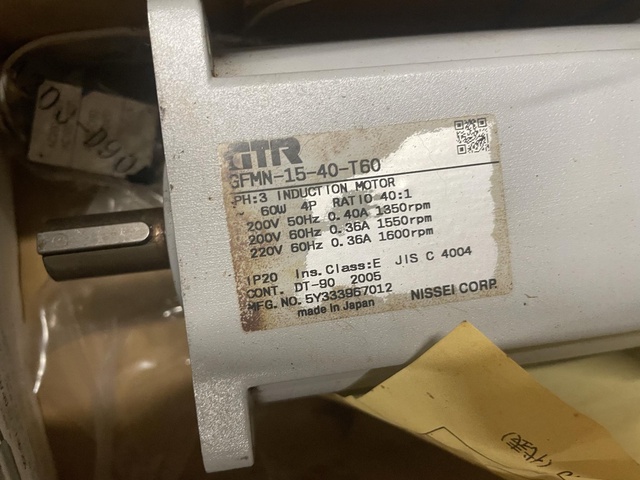 GTR
GFMN-15-40-T60
PH:3 INDUCTION MOTOR
60W 4P RATIO 40:1
200V 50Hz 0.40A 1350rpm
200V 60Hz 0.36A 1550rpm
220V 60Hz 0.36A 1600rpm
IP20 Ins.Class:E JIS C 4004
CONT. DT-90 2005
MFG.NO.5Y333967012
made in Japan NISSEI CORP.